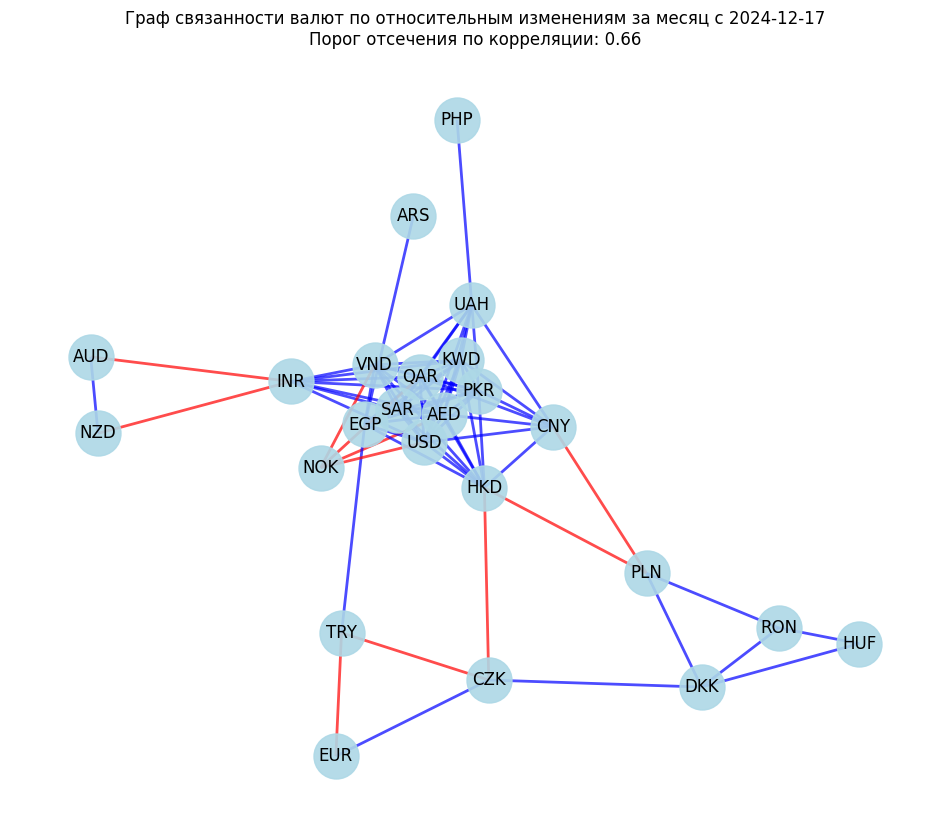 Граф связанности валют по относительным изменениям за месяц с 2024-12-17
Порог отсечения по корреляции: 0.66
PHP
ARS
UAH
AUD
VND
KWD
QAR
INR
PKR
SAR
AED
EGP
CNY
NZD
USD
NOK
HKD
PLN
RON
TRY
HUF
CZK
DKK
EUR